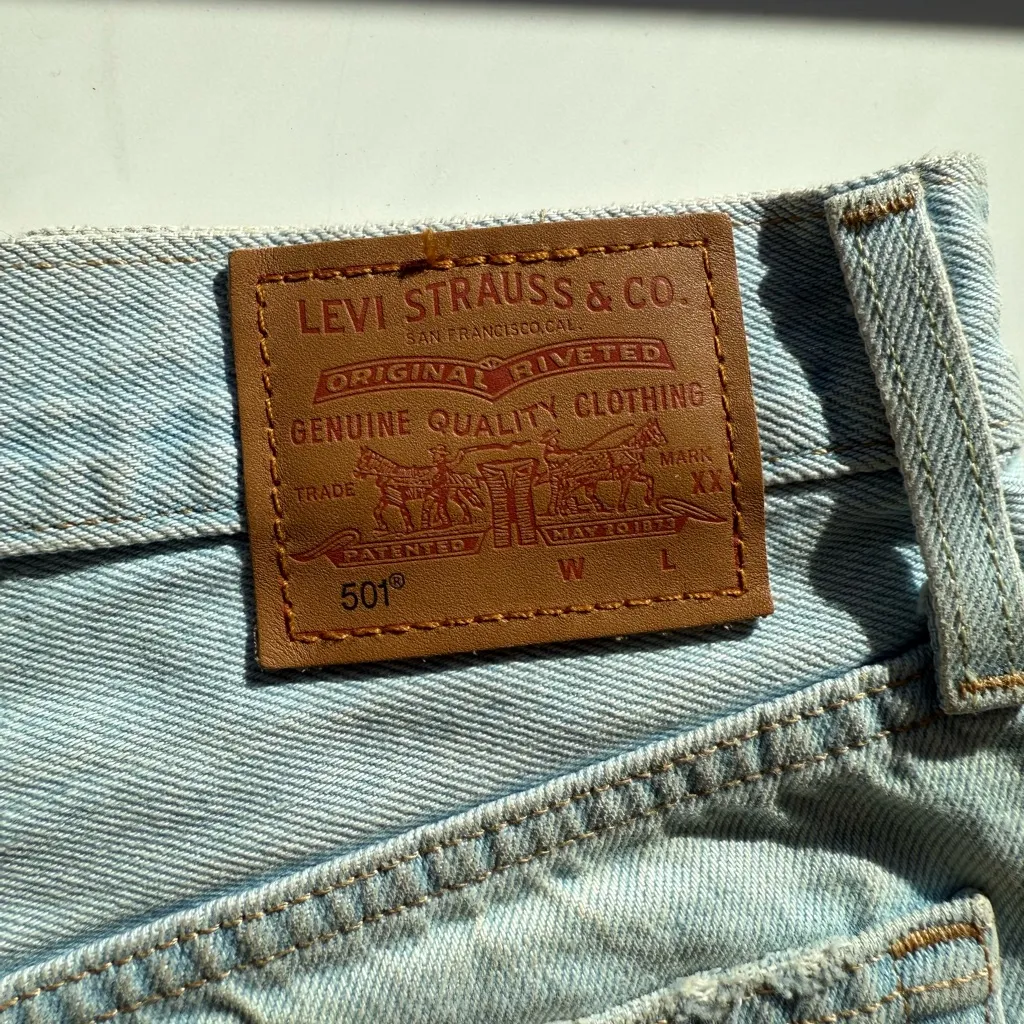 LEVI STRAUSS & CO.
SAN FRANCISCO, CAL.
ORIGINAL RIVETED
GENUINE QUALITY CLOTHING
TRADE MARK
XX
PATENTED MAY 20 1873
W L
501®